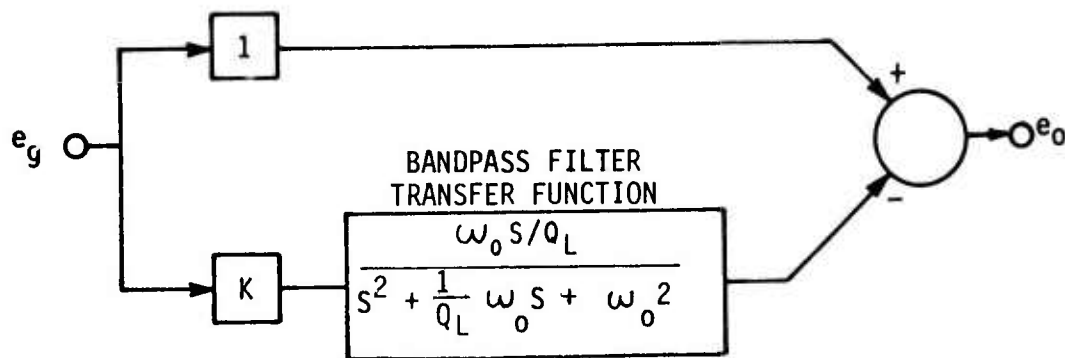 1
+
e_g
e_o
BANDPASS FILTER
TRANSFER FUNCTION
-
ω_o S/Q_L
K
S^2 + 1/Q_L ω_o S + ω_o^2